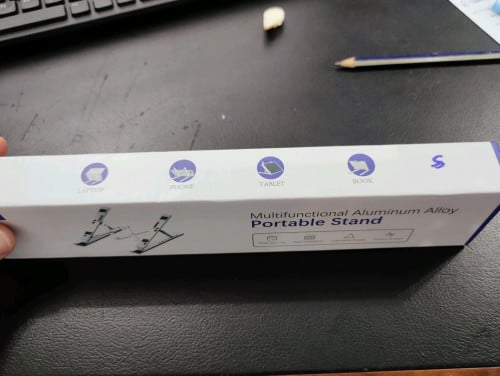 LAPTOP
PHONE
TABLET
BOOK
S
Multifunctional Aluminum Alloy
Portable Stand